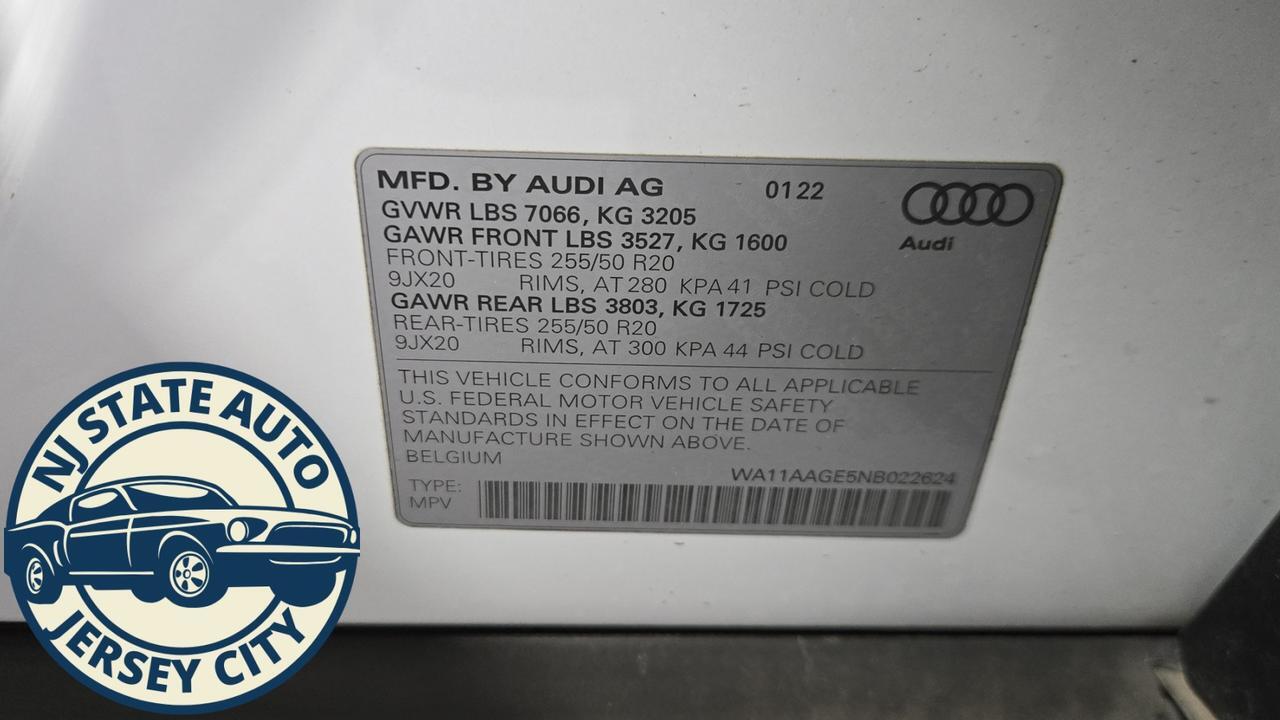 MFD. BY AUDI AG 0122
GVWR LBS 7066, KG 3205
GAWR FRONT LBS 3527, KG 1600
Audi
FRONT-TIRES 255/50 R20
9JX20 RIMS, AT 280 KPA 41 PSI COLD
GAWR REAR LBS 3803, KG 1725
REAR-TIRES 255/50 R20
9JX20 RIMS, AT 300 KPA 44 PSI COLD
THIS VEHICLE CONFORMS TO ALL APPLICABLE
U.S. FEDERAL MOTOR VEHICLE SAFETY
STANDARDS IN EFFECT ON THE DATE OF
MANUFACTURE SHOWN ABOVE.
BELGIUM
WA11AAGE5NB022624
TYPE:
MPV
NJ STATE AUTO
JERSEY CITY